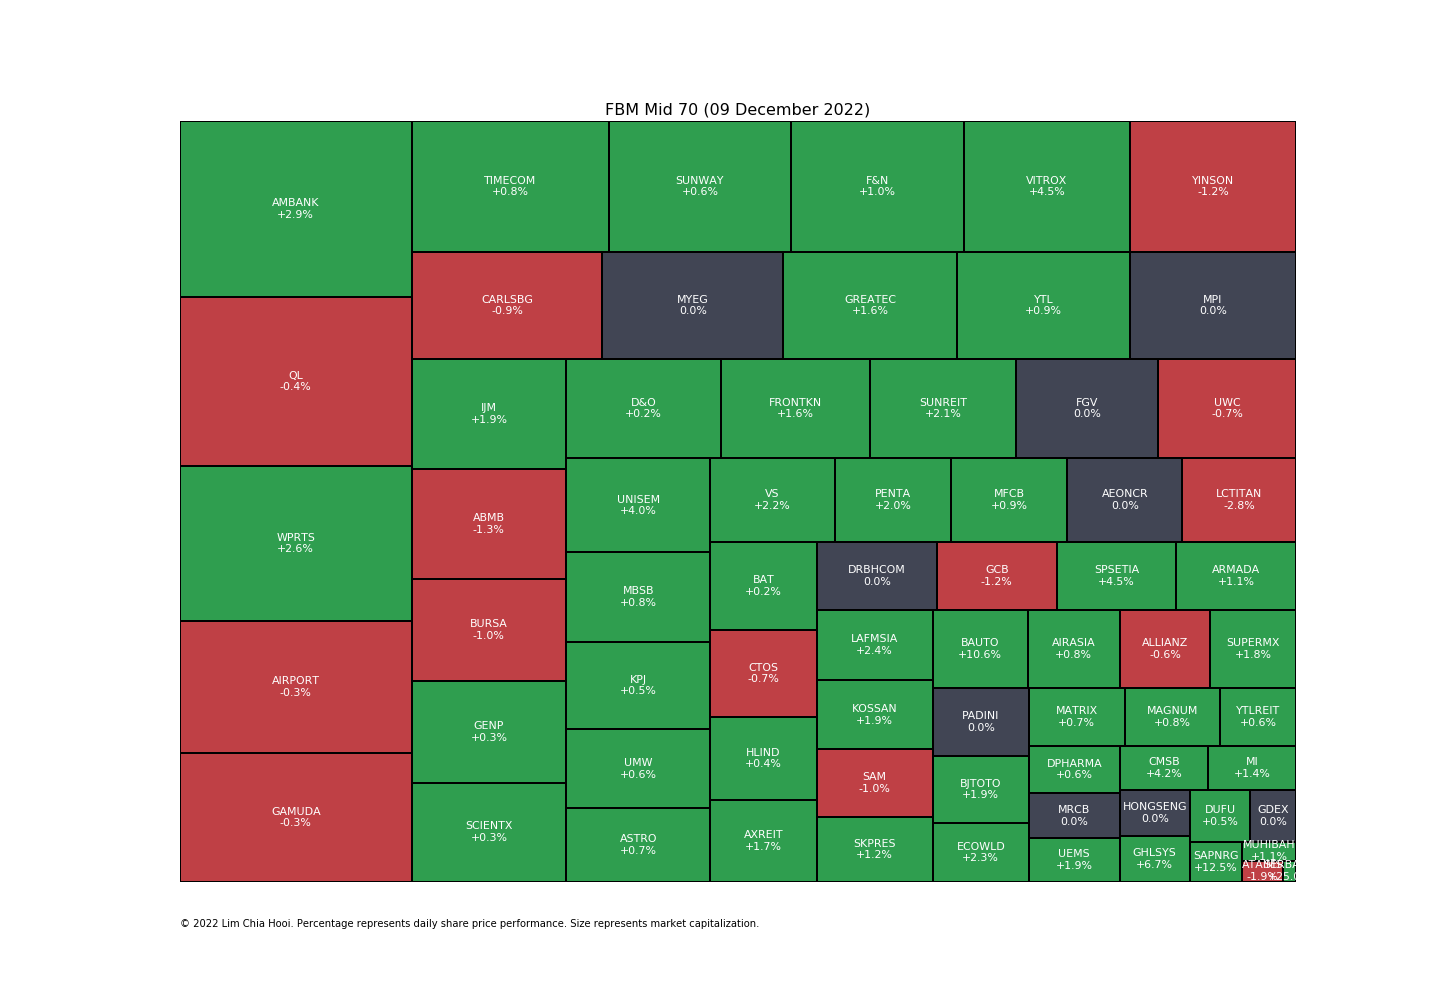 FBM Mid 70 (09 December 2022)
AMBANK
+2.9%
QL
-0.4%
WPRTS
+2.6%
AIRPORT
-0.3%
GAMUDA
-0.3%
TIMECOM
+0.8%
SUNWAY
+0.6%
F&N
+1.0%
VITROX
+4.5%
YINSON
-1.2%
CARLSBG
-0.9%
MYEG
0.0%
GREATEC
+1.6%
YTL
+0.9%
MPI
0.0%
IJM
+1.9%
ABMB
-1.3%
BURSA
-1.0%
GENP
+0.3%
SCIENTX
+0.3%
D&O
+0.2%
FRONTKN
+1.6%
SUNREIT
+2.1%
FGV
0.0%
UWC
-0.7%
UNISEM
+4.0%
MBSB
+0.8%
KPJ
+0.5%
UMW
+0.6%
ASTRO
+0.7%
VS
+2.2%
PENTA
+2.0%
MFCB
+0.9%
AEONCR
0.0%
LCTITAN
-2.8%
BAT
+0.2%
CTOS
-0.7%
HLIND
+0.4%
AXREIT
+1.7%
DRBHCOM
0.0%
GCB
-1.2%
SPSETIA
+4.5%
ARMADA
+1.1%
LAFMSIA
+2.4%
KOSSAN
+1.9%
SAM
-1.0%
SKPRES
+1.2%
BAUTO
+10.6%
AIRASIA
+0.8%
ALLIANZ
-0.6%
SUPERMX
+1.8%
PADINI
0.0%
BJTOTO
+1.9%
ECOWLD
+2.3%
MATRIX
+0.7%
MAGNUM
+0.8%
YTLREIT
+0.6%
DPHARMA
+0.6%
MRCB
0.0%
UEMS
+1.9%
CMSB
+4.2%
MI
+1.4%
HONGSENG
0.0%
GHLSYS
+6.7%
DUFU
+0.5%
GDEX
0.0%
SAPNRG
+12.5%
MUHIBAH
+1.1%
-1.9%
© 2022 Lim Chia Hooi. Percentage represents daily share price performance. Size represents market capitalization.